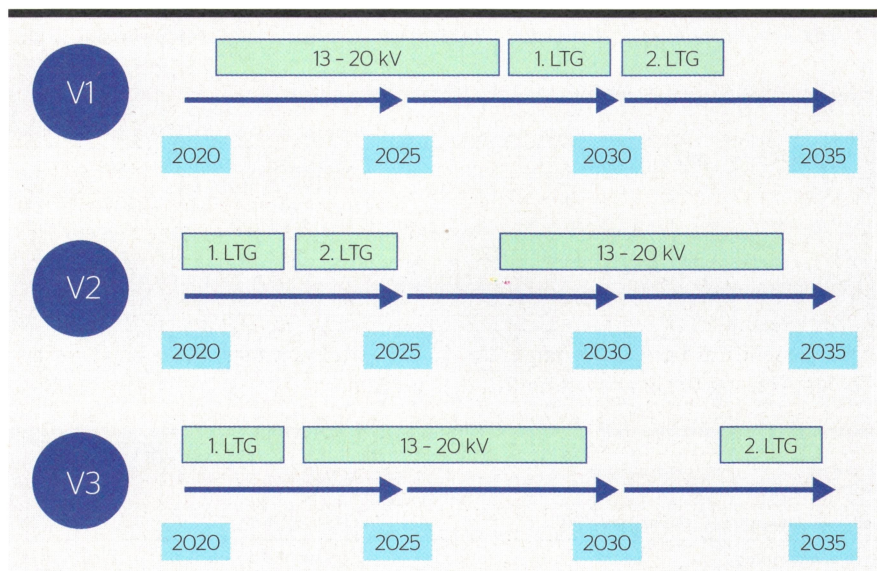 13 – 20 kV 1. LTG 2. LTG
V1
2020 2025 2030 2035
1. LTG 2. LTG 13 – 20 kV
V2
2020 2025 2030 2035
1. LTG 13 – 20 kV 2. LTG
V3
2020 2025 2030 2035